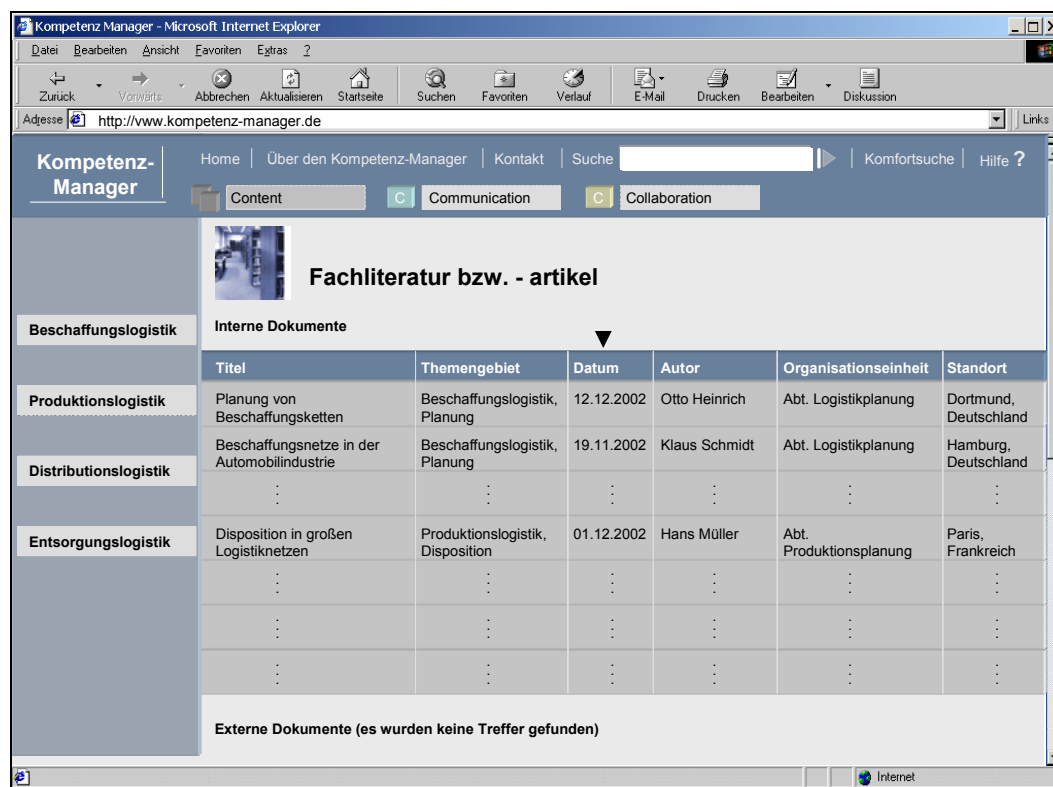 Kompetenz Manager - Microsoft Internet Explorer
Datei Bearbeiten Ansicht Favoriten Extras ?
Zurück Vorwärts Abbrechen Aktualisieren Startseite Suchen Favoriten Verlauf E-Mail Drucken Bearbeiten Diskussion
Adresse http://www.kompetenz-manager.de Links
Kompetenz-
Manager
Home | Über den Kompetenz-Manager | Kontakt | Suche | Komfortsuche | Hilfe ?
Content C Communication C Collaboration
Fachliteratur bzw. - artikel
Beschaffungslogistik
Produktionslogistik
Distributionslogistik
Entsorgungslogistik
Interne Dokumente
Titel Themengebiet Datum Autor Organisationseinheit Standort
Planung von Beschaffungslogistik, 12.12.2002 Otto Heinrich Abt. Logistikplanung Dortmund,
Beschaffungsketten Planung Deutschland
Beschaffungsnetze in der Beschaffungslogistik, 19.11.2002 Klaus Schmidt Abt. Logistikplanung Hamburg,
Automobilindustrie Planung Deutschland
Disposition in großen Produktionslogistik, 01.12.2002 Hans Müller Abt. Paris,
Logistiknetzen Disposition Produktionsplanung Frankreich
Externe Dokumente (es wurden keine Treffer gefunden)
Internet